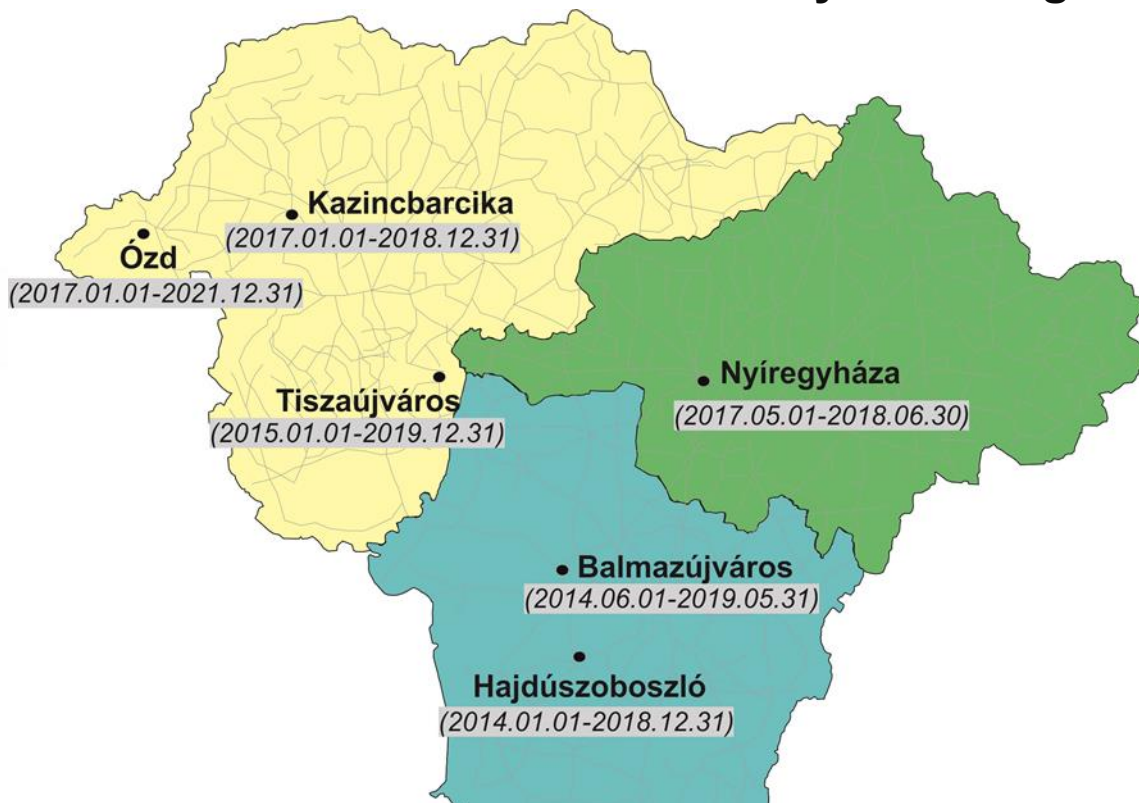 Kazincbarcika
(2017.01.01-2018.12.31)
Ózd
(2017.01.01-2021.12.31)
Tiszaújváros
(2015.01.01-2019.12.31)
Nyíregyháza
(2017.05.01-2018.06.30)
Balmazújváros
(2014.06.01-2019.05.31)
Hajdúszoboszló
(2014.01.01-2018.12.31)